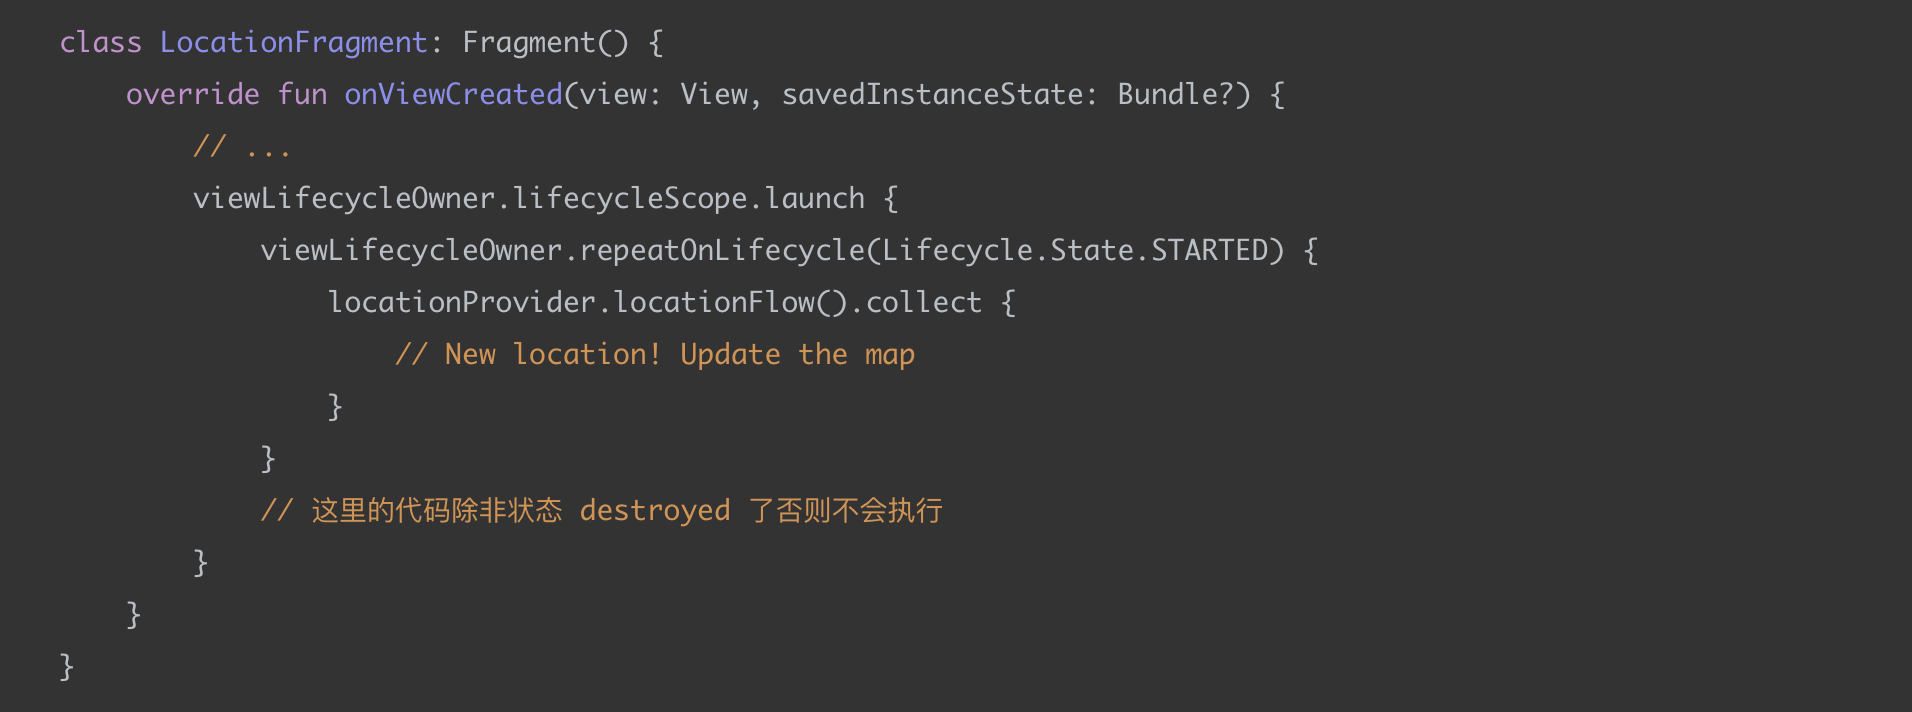 class LocationFragment: Fragment() {
    override fun onViewCreated(view: View, savedInstanceState: Bundle?) {
        // ...
        viewLifecycleOwner.lifecycleScope.launch {
            viewLifecycleOwner.repeatOnLifecycle(Lifecycle.State.STARTED) {
                locationProvider.locationFlow().collect {
                    // New location! Update the map
                }
            }
            // 这里的代码除非状态 destroyed 了否则不会执行
        }
    }
}